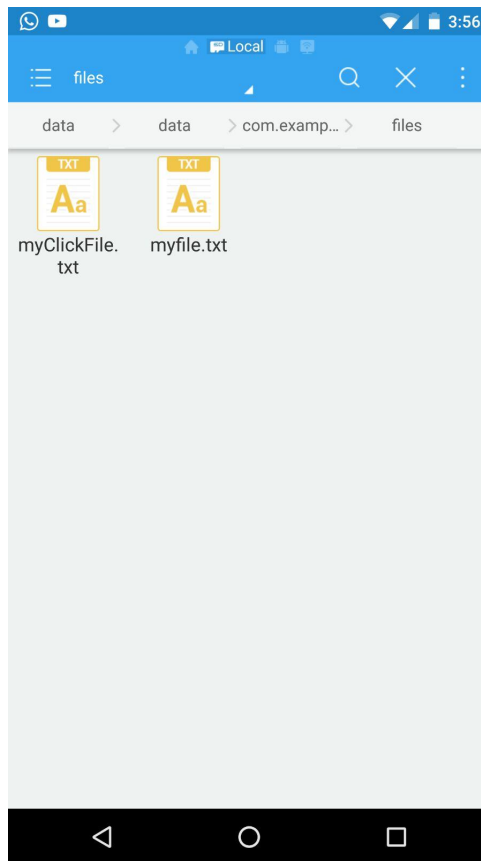 3:56
Local
files
data > data > com.examp... > files
TXT TXT
Aa Aa
myClickFile.txt myfile.txt